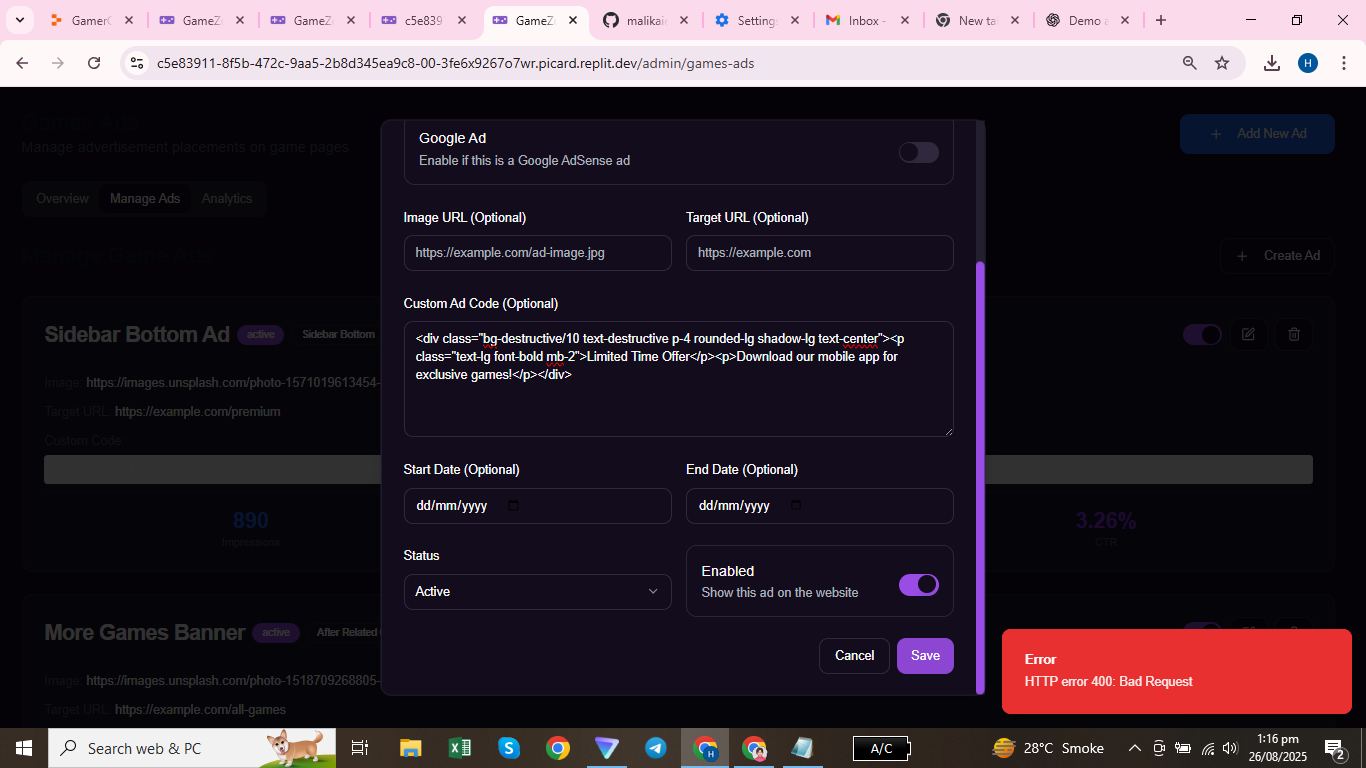 GamerG
GameZ
GameZ
c5e839
GameZ
malikaie
Settings
Inbox -
New ta
Demo a
c5e83911-8f5b-472c-9aa5-2b8d345ea9c8-00-3fe6x9267o7wr.picard.replit.dev/admin/games-ads
H
Games Ads
Manage advertisement placements on game pages
Add New Ad
Overview
Manage Ads
Analytics
Manage Game Ads
Create Ad
Sidebar Bottom Ad
active
Sidebar Bottom
Image: https://images.unsplash.com/photo-1571019613454-
Target URL: https://example.com/premium
Custom Code:
890
Impressions
3.26%
CTR
More Games Banner
active
After Related
Image: https://images.unsplash.com/photo-1518709268805-
Target URL: https://example.com/all-games
Google Ad
Enable if this is a Google AdSense ad
Image URL (Optional)
Target URL (Optional)
https://example.com/ad-image.jpg
https://example.com
Custom Ad Code (Optional)
<div class="bg-destructive/10 text-destructive p-4 rounded-lg shadow-lg text-center"><p
class="text-lg font-bold mb-2">Limited Time Offer</p><p>Download our mobile app for
exclusive games!</p></div>
Start Date (Optional)
End Date (Optional)
dd/mm/yyyy
dd/mm/yyyy
Status
Active
Enabled
Show this ad on the website
Cancel
Save
Error
HTTP error 400: Bad Request
Search web & PC
A/C
28°C Smoke
1:16 pm
26/08/2025
2